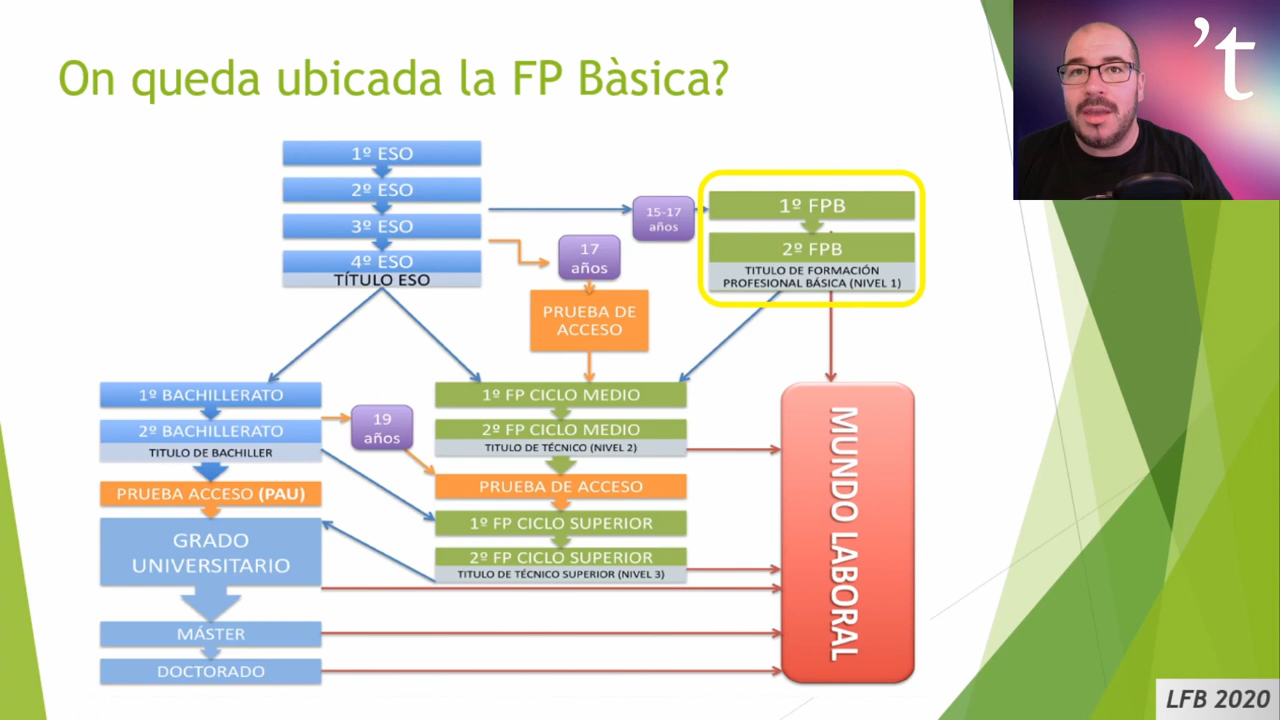 On queda ubicada la FP Bàsica?
't
1º ESO
2º ESO
3º ESO
4º ESO
TÍTULO ESO
15-17
años
17
años
PRUEBA DE
ACCESO
1º FPB
2º FPB
TITULO DE FORMACIÓN
PROFESIONAL BÁSICA (NIVEL 1)
1º BACHILLERATO
2º BACHILLERATO
TITULO DE BACHILLER
PRUEBA ACCESO (PAU)
GRADO
UNIVERSITARIO
MÁSTER
DOCTORADO
19
años
1º FP CICLO MEDIO
2º FP CICLO MEDIO
TITULO DE TÉCNICO (NIVEL 2)
PRUEBA DE ACCESO
1º FP CICLO SUPERIOR
2º FP CICLO SUPERIOR
TITULO DE TÉCNICO SUPERIOR (NIVEL 3)
MUNDO LABORAL
LFB 2020